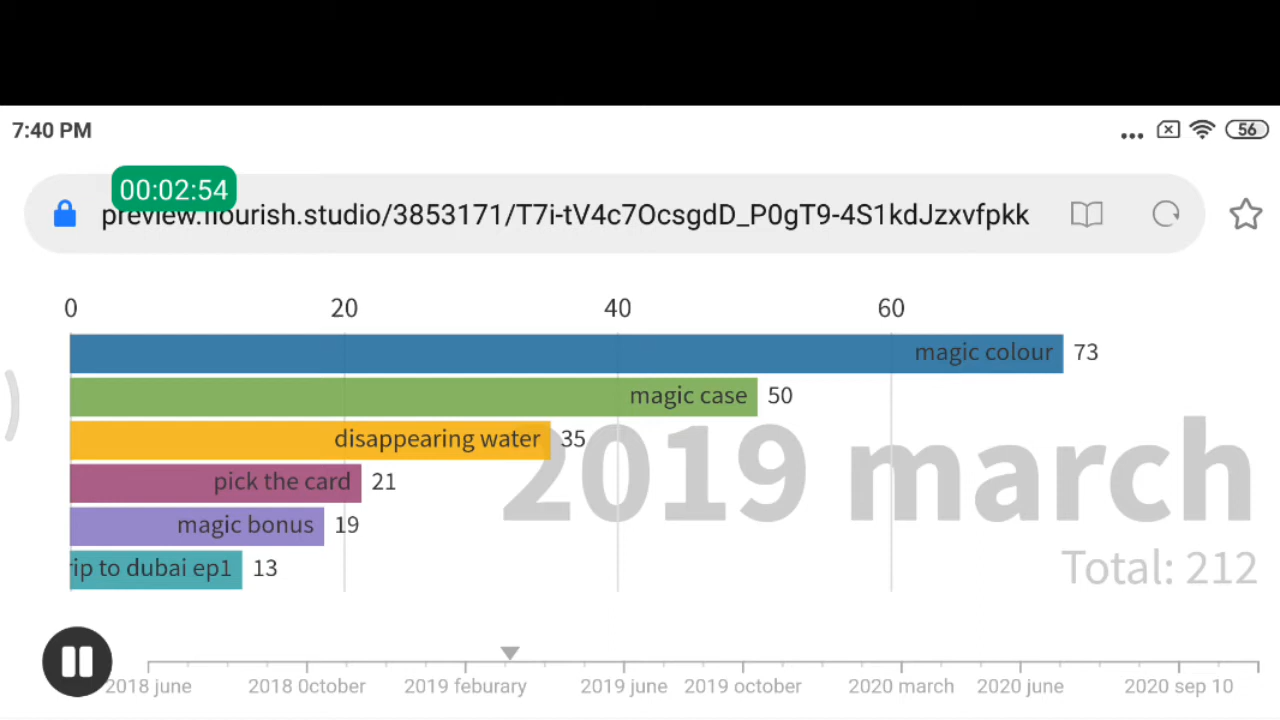 7:40 PM
56
00:02:54
preview.flourish.studio/3853171/T7i-tV4c7OcsgdD_P0gT9-4S1kdJzxvfpkk
0 20 40 60
magic colour 73
magic case 50
disappearing water 35
pick the card 21
magic bonus 19
rip to dubai ep1 13
2019 march
Total: 212
2018 june 2018 0ctober 2019 feburary 2019 june 2019 october 2020 march 2020 june 2020 sep 10